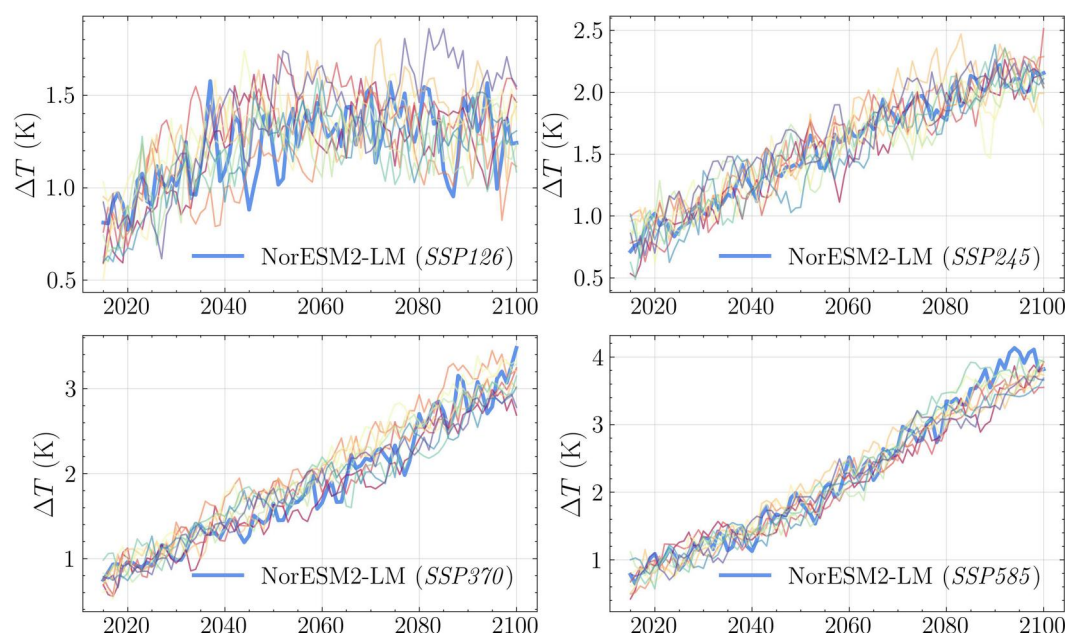 ΔT (K)
1.5
1.0
0.5
2020 2040 2060 2080 2100
NorESM2-LM (SSP126)
ΔT (K)
2.5
2.0
1.5
1.0
0.5
2020 2040 2060 2080 2100
NorESM2-LM (SSP245)
ΔT (K)
3
2
1
2020 2040 2060 2080 2100
NorESM2-LM (SSP370)
ΔT (K)
4
3
2
1
2020 2040 2060 2080 2100
NorESM2-LM (SSP585)